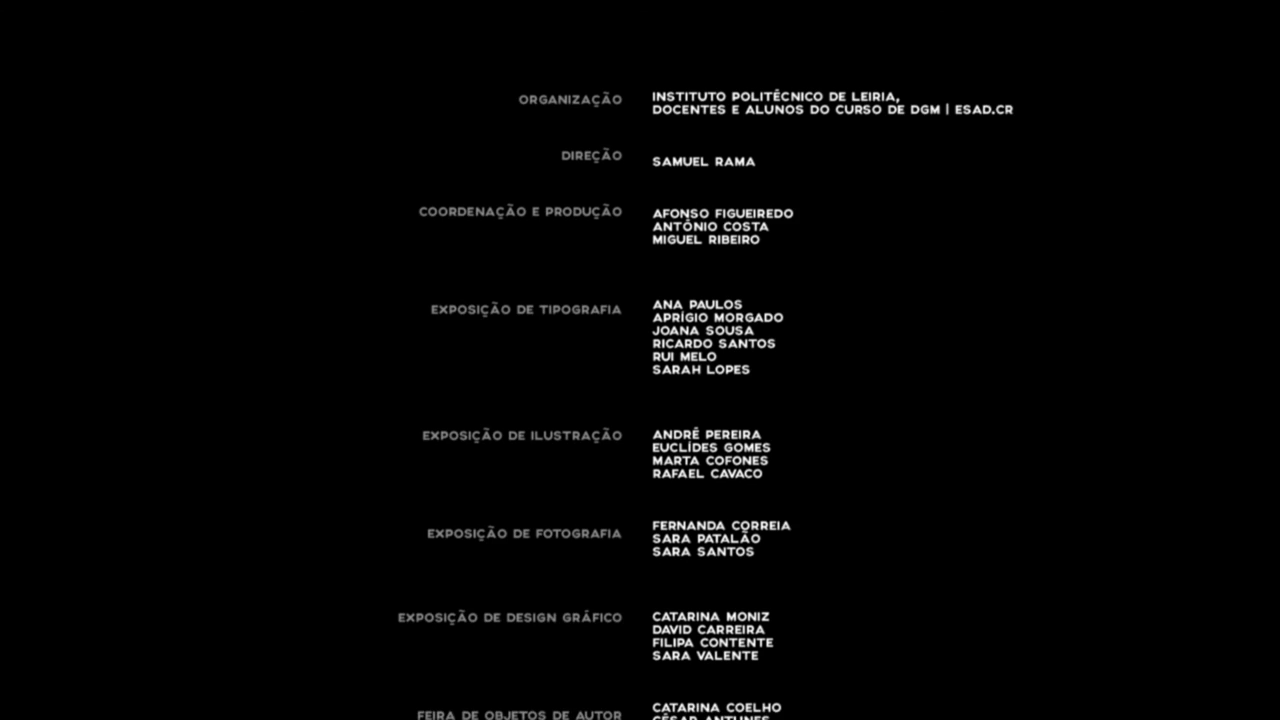 ORGANIZAÇÃO
INSTITUTO POLITÉCNICO DE LEIRIA,
DOCENTES E ALUNOS DO CURSO DE DGM | ESAD.CR
DIREÇÃO
SAMUEL RAMA
COORDENAÇÃO E PRODUÇÃO
AFONSO FIGUEIREDO
ANTÓNIO COSTA
MIGUEL RIBEIRO
EXPOSIÇÃO DE TIPOGRAFIA
ANA PAULOS
APRÍGIO MORGADO
JOANA SOUSA
RICARDO SANTOS
RUI MELO
SARAH LOPES
EXPOSIÇÃO DE ILUSTRAÇÃO
ANDRÉ PEREIRA
EUCLÍDES GOMES
MARTA COFONES
RAFAEL CAVACO
EXPOSIÇÃO DE FOTOGRAFIA
FERNANDA CORREIA
SARA PATALÃO
SARA SANTOS
EXPOSIÇÃO DE DESIGN GRÁFICO
CATARINA MONIZ
DAVID CARREIRA
FILIPA CONTENTE
SARA VALENTE
FEIRA DE OBJETOS DE AUTOR
CATARINA COELHO
CÉSAR ANTUNES